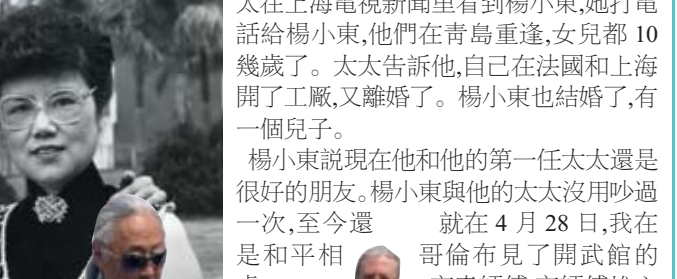 太在上海電視新聞里看到楊小東,她打電
話給楊小東,他們在青島重逢,女兒都 10
幾歲了。太太告訴他,自己在法國和上海
開了工厰,又離婚了。楊小東也結婚了,有
一個兒子。
楊小東説現在他和他的第一任太太還是
很好的朋友。楊小東與他的太太沒用吵過
一次,至今還
是和平相
就在 4 月 28 日,我在
哥倫布見了開武館的